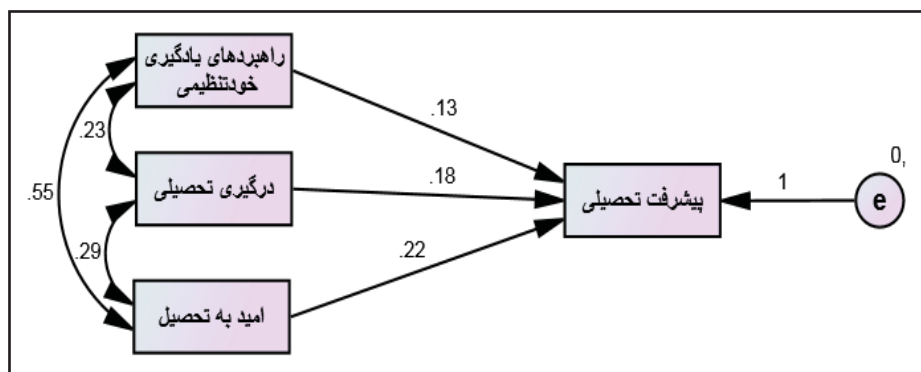 راهبردهای یادگیری
خودتنظیمی
.13
.23
0,
.55
درگیری تحصیلی
.18
پیشرفت تحصیلی
1
e
.29
.22
امید به تحصیل